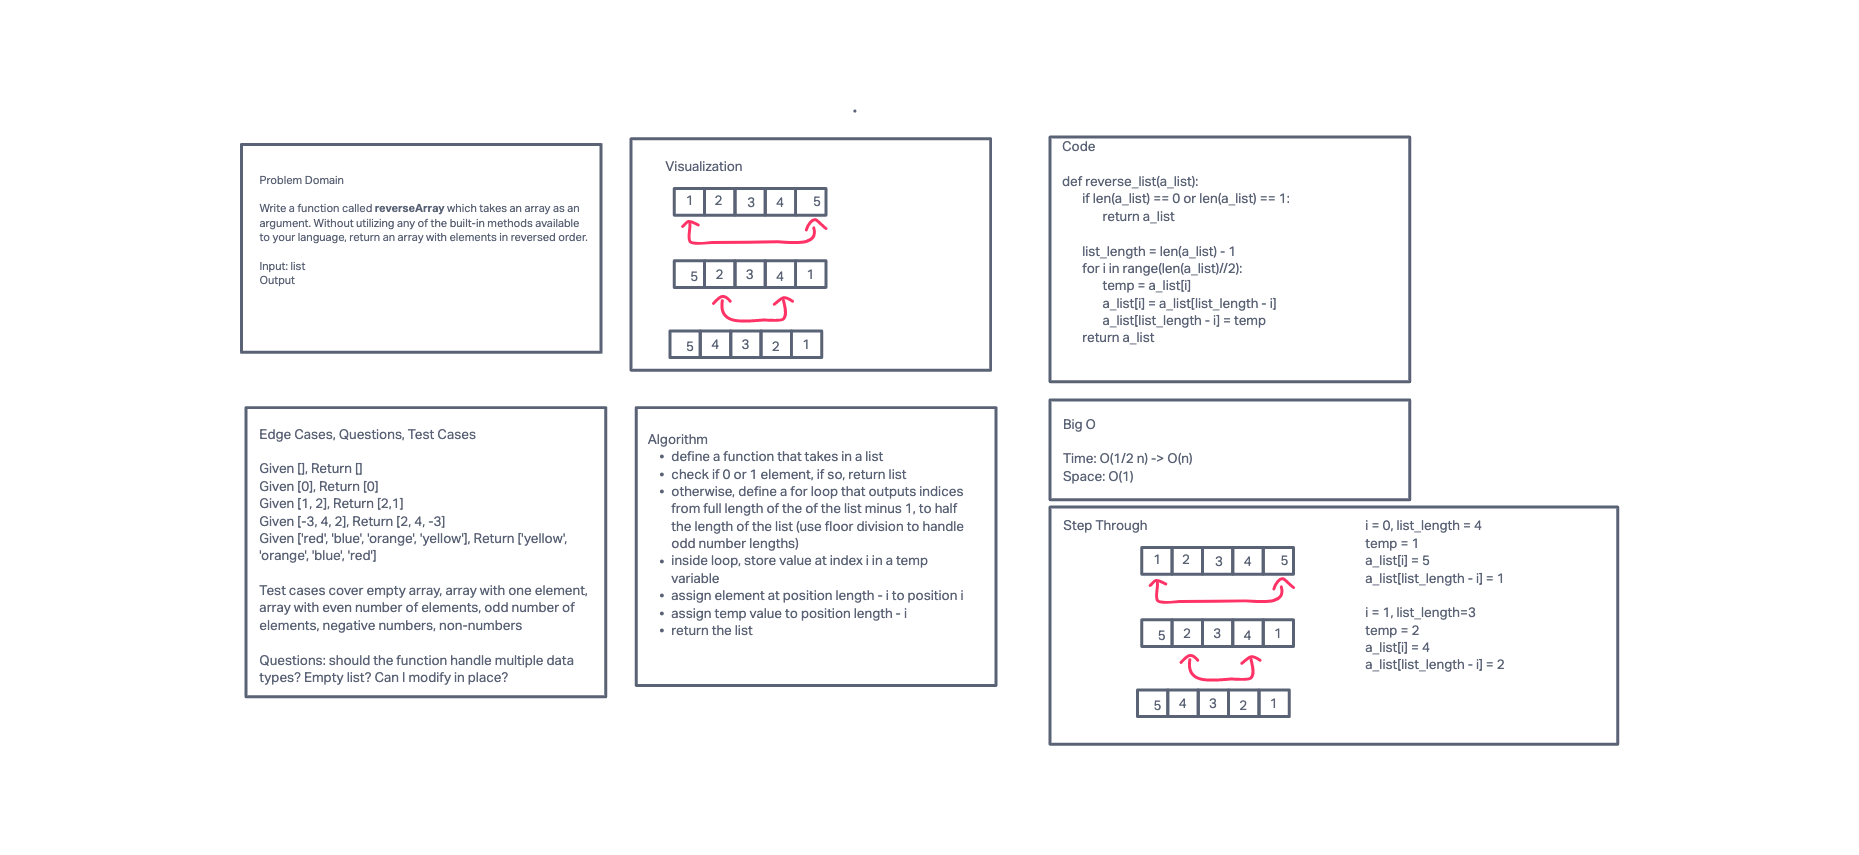 Problem Domain
Write a function called reverseArray which takes an array as an
argument. Without utilizing any of the built-in methods available
to your language, return an array with elements in reversed order.
Input: list
Output
Visualization
1 2 3 4 5
5 2 3 4 1
5 4 3 2 1
Code
def reverse_list(a_list):
if len(a_list) == 0 or len(a_list) == 1:
return a_list
list_length = len(a_list) - 1
for i in range(len(a_list)//2):
temp = a_list[i]
a_list[i] = a_list[list_length - i]
a_list[list_length - i] = temp
return a_list
Edge Cases, Questions, Test Cases
Given [], Return []
Given [0], Return [0]
Given [1, 2], Return [2,1]
Given [-3, 4, 2], Return [2, 4, -3]
Given ['red', 'blue', 'orange', 'yellow'], Return ['yellow',
'orange', 'blue', 'red']
Test cases cover empty array, array with one element,
array with even number of elements, odd number of
elements, negative numbers, non-numbers
Questions: should the function handle multiple data
types? Empty list? Can I modify in place?
Algorithm
• define a function that takes in a list
• check if 0 or 1 element, if so, return list
• otherwise, define a for loop that outputs indices
from full length of the of the list minus 1, to half
the length of the list (use floor division to handle
odd number lengths)
• inside loop, store value at index i in a temp
variable
• assign element at position length - i to position i
• assign temp value to position length - i
• return the list
Big O
Time: O(1/2 n) -> O(n)
Space: O(1)
Step Through
1 2 3 4 5
5 2 3 4 1
5 4 3 2 1
i = 0, list_length = 4
temp = 1
a_list[i] = 5
a_list[list_length - i] = 1
i = 1, list_length=3
temp = 2
a_list[i] = 4
a_list[list_length - i] = 2